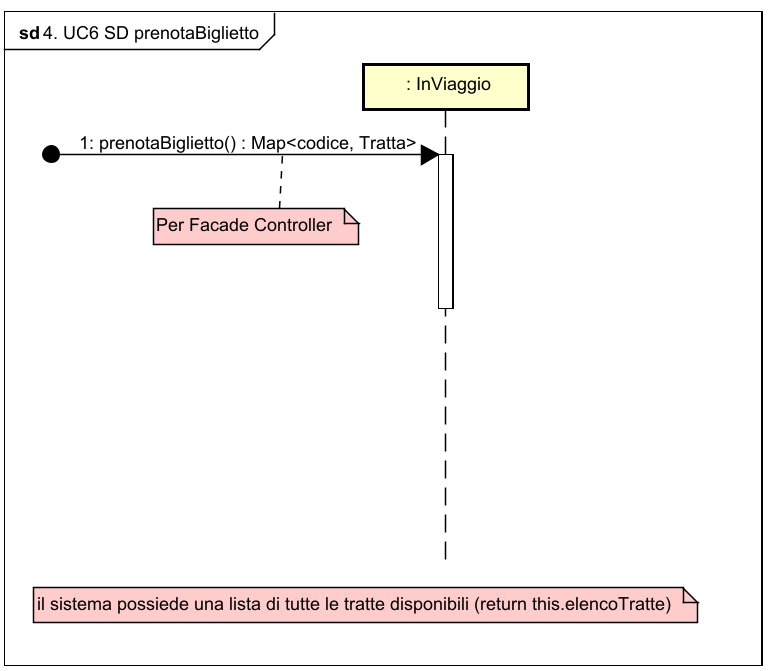 sd 4. UC6 SD prenotaBiglietto
: InViaggio
1: prenotaBiglietto() : Map<codice, Tratta>
Per Facade Controller
il sistema possiede una lista di tutte le tratte disponibili (return this.elencoTratte)